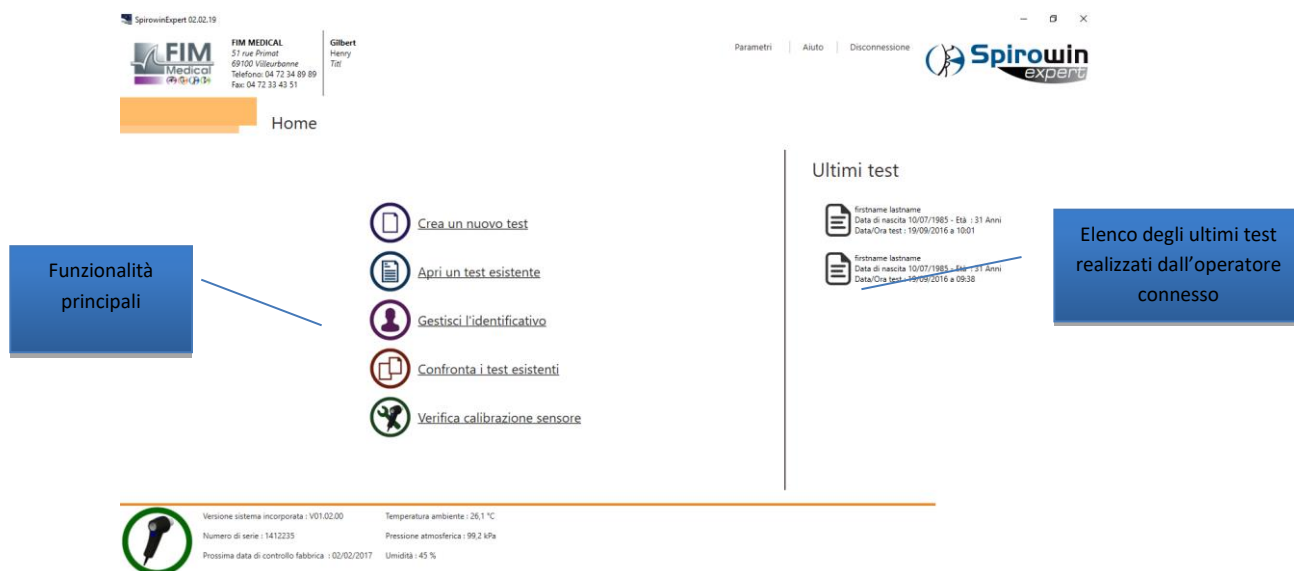 SpirowinExpert 02.02.19
FIM
Medical
FIM MEDICAL
51 rue Primat
69100 Villeurbanne
Telefono: 04 72 34 89 89
Fax: 04 72 33 43 51
Gilbert
Henry
Titi
Parametri
Aiuto
Disconnessione
Spirowin
expert
Home
Ultimi test
Crea un nuovo test
Apri un test esistente
Gestisci l'identificativo
Confronta i test esistenti
Verifica calibrazione sensore
firstname lastname
Data di nascita 10/07/1985 - Età : 31 Anni
Data/Ora test : 19/09/2016 a 10:01
firstname lastname
Data di nascita 10/07/1985 - Età : 31 Anni
Data/Ora test : 19/09/2016 a 09:38
Funzionalità
principali
Elenco degli ultimi test
realizzati dall’operatore
connesso
Versione sistema incorporata : V01.02.00
Numero di serie : 1412235
Prossima data di controllo fabbrica : 02/02/2017
Temperatura ambiente : 26,1 °C
Pressione atmosferica : 99,2 kPa
Umidità : 45 %